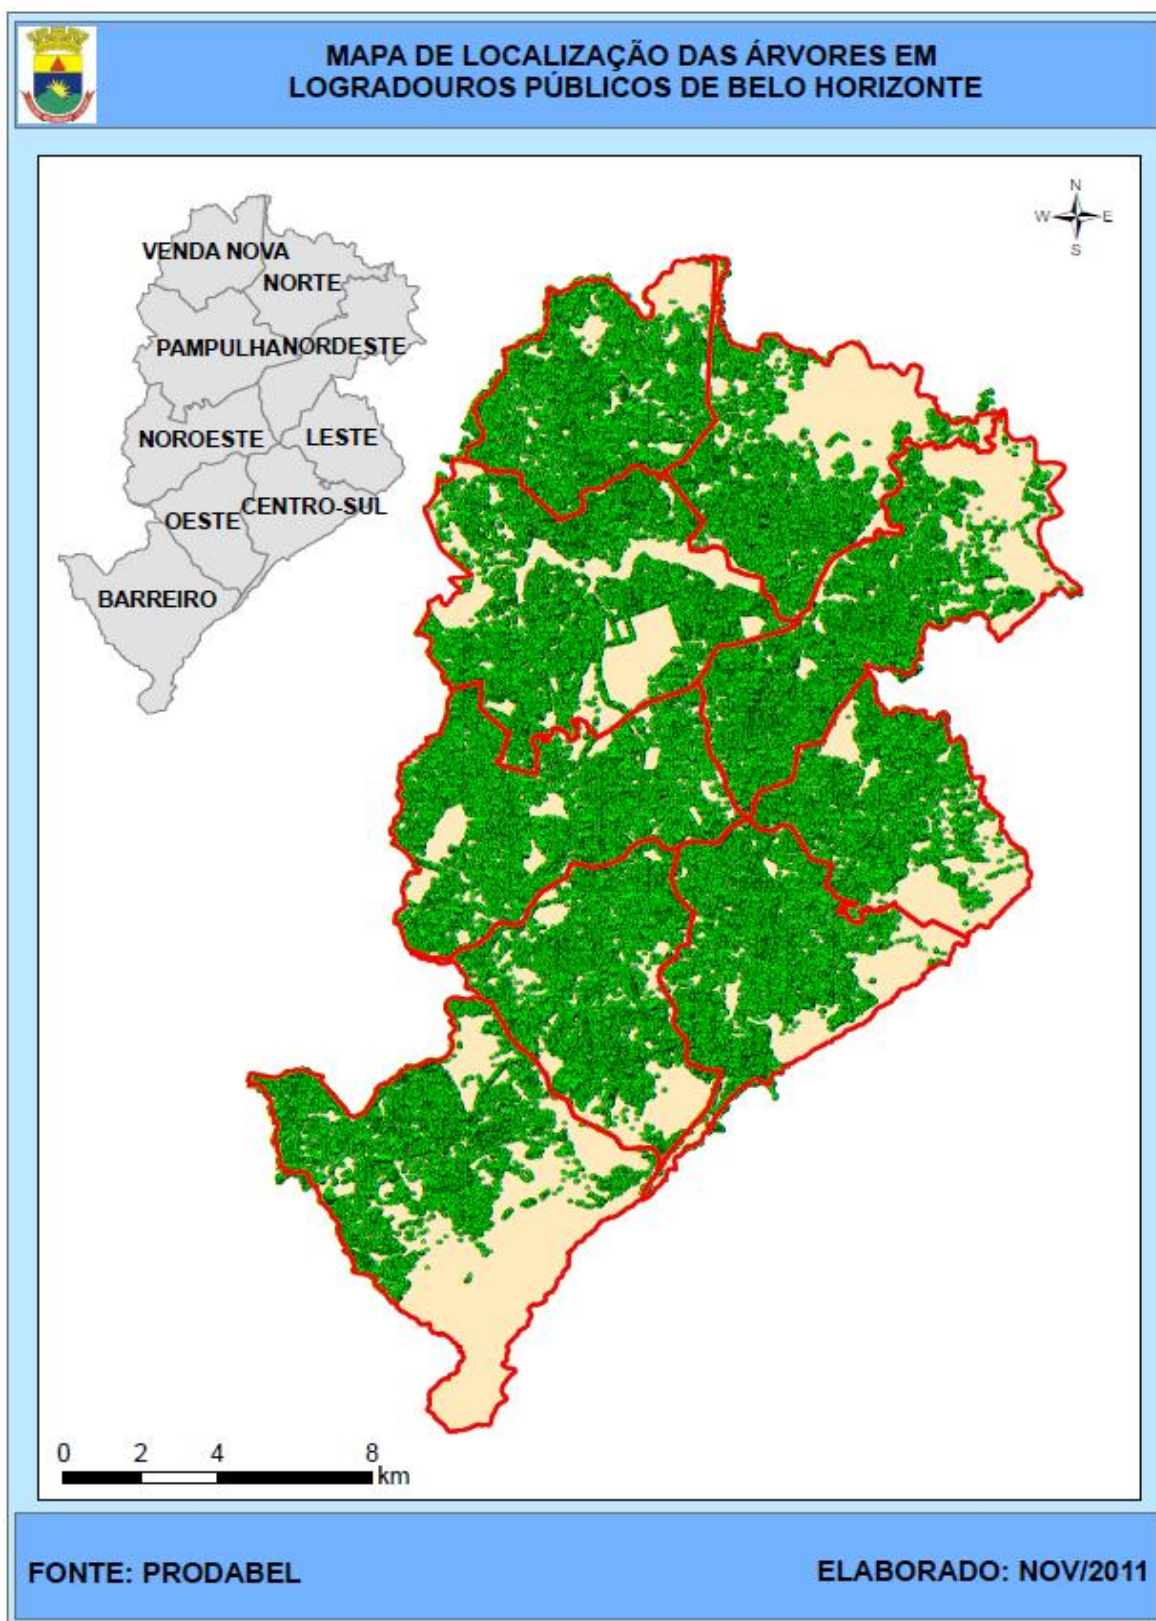 MAPA DE LOCALIZAÇÃO DAS ÁRVORES EM
LOGRADOUROS PÚBLICOS DE BELO HORIZONTE
N
W E
S
VENDA NOVA
NORTE
PAMPULHA NORDESTE
NOROESTE LESTE
CENTRO-SUL
OESTE
BARREIRO
0 2 4 8
km
FONTE: PRODABEL ELABORADO: NOV/2011